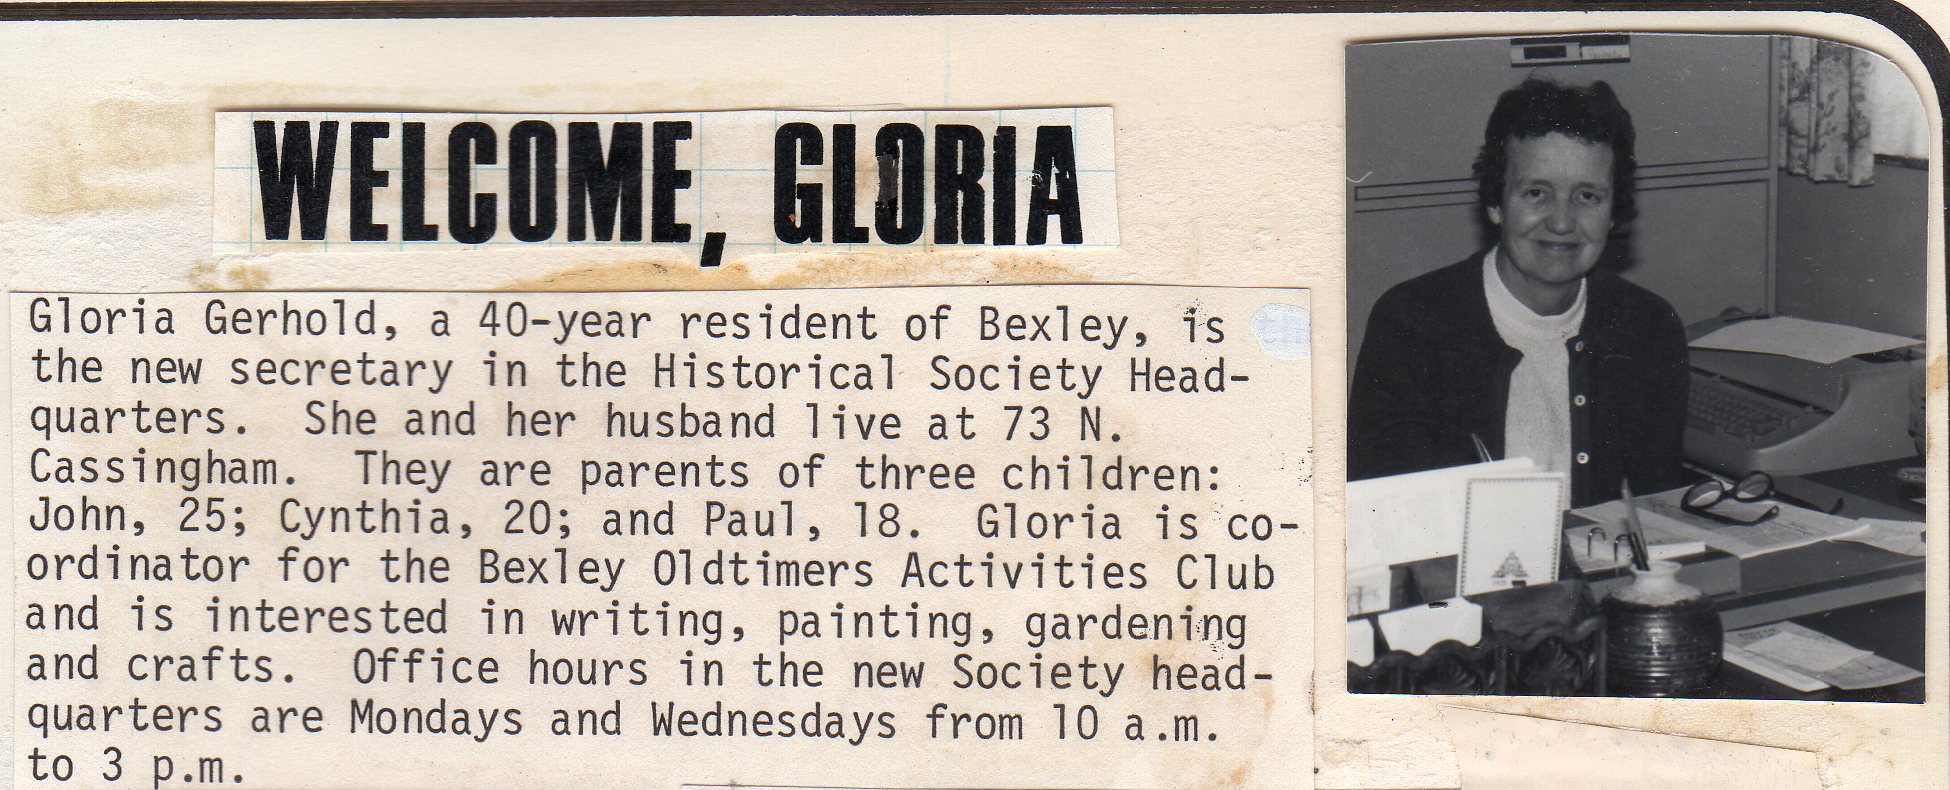 WELCOME, GLORIA
Gloria Gerhold, a 40-year resident of Bexley, is
the new secretary in the Historical Society Head-
quarters. She and her husband live at 73 N.
Cassingham. They are parents of three children:
John, 25; Cynthia, 20; and Paul, 18. Gloria is co-
ordinator for the Bexley Oldtimers Activities Club
and is interested in writing, painting, gardening
and crafts. Office hours in the new Society head-
quarters are Mondays and Wednesdays from 10 a.m.
to 3 p.m.